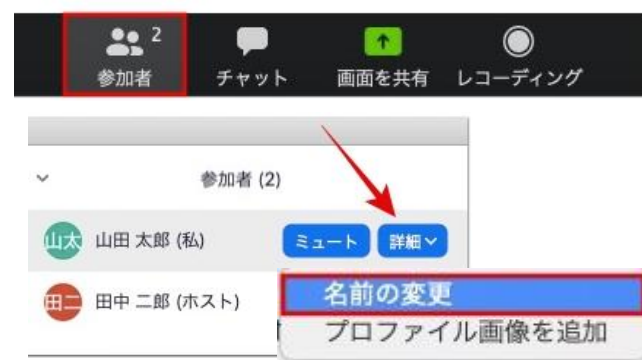 2
参加者
チャット
画面を共有
レコーディング
参加者 (2)
山太 山田 太郎 (私) ミュート 詳細
田二 田中 二郎 (ホスト)
名前の変更
プロファイル画像を追加